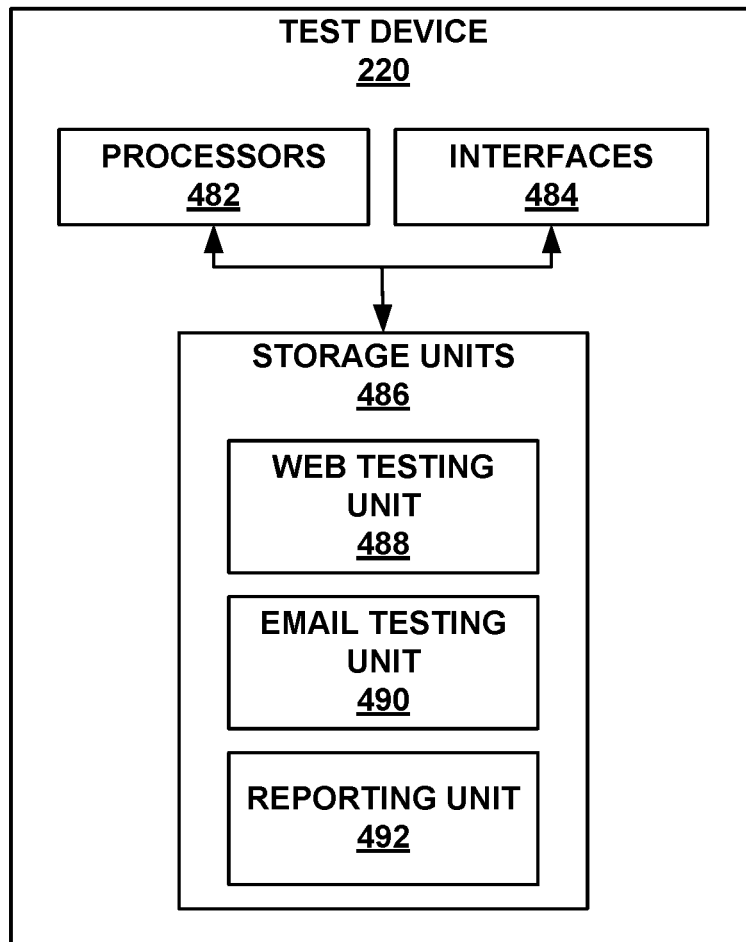 TEST DEVICE
220
PROCESSORS
482
INTERFACES
484
STORAGE UNITS
486
WEB TESTING
UNIT
488
EMAIL TESTING
UNIT
490
REPORTING UNIT
492